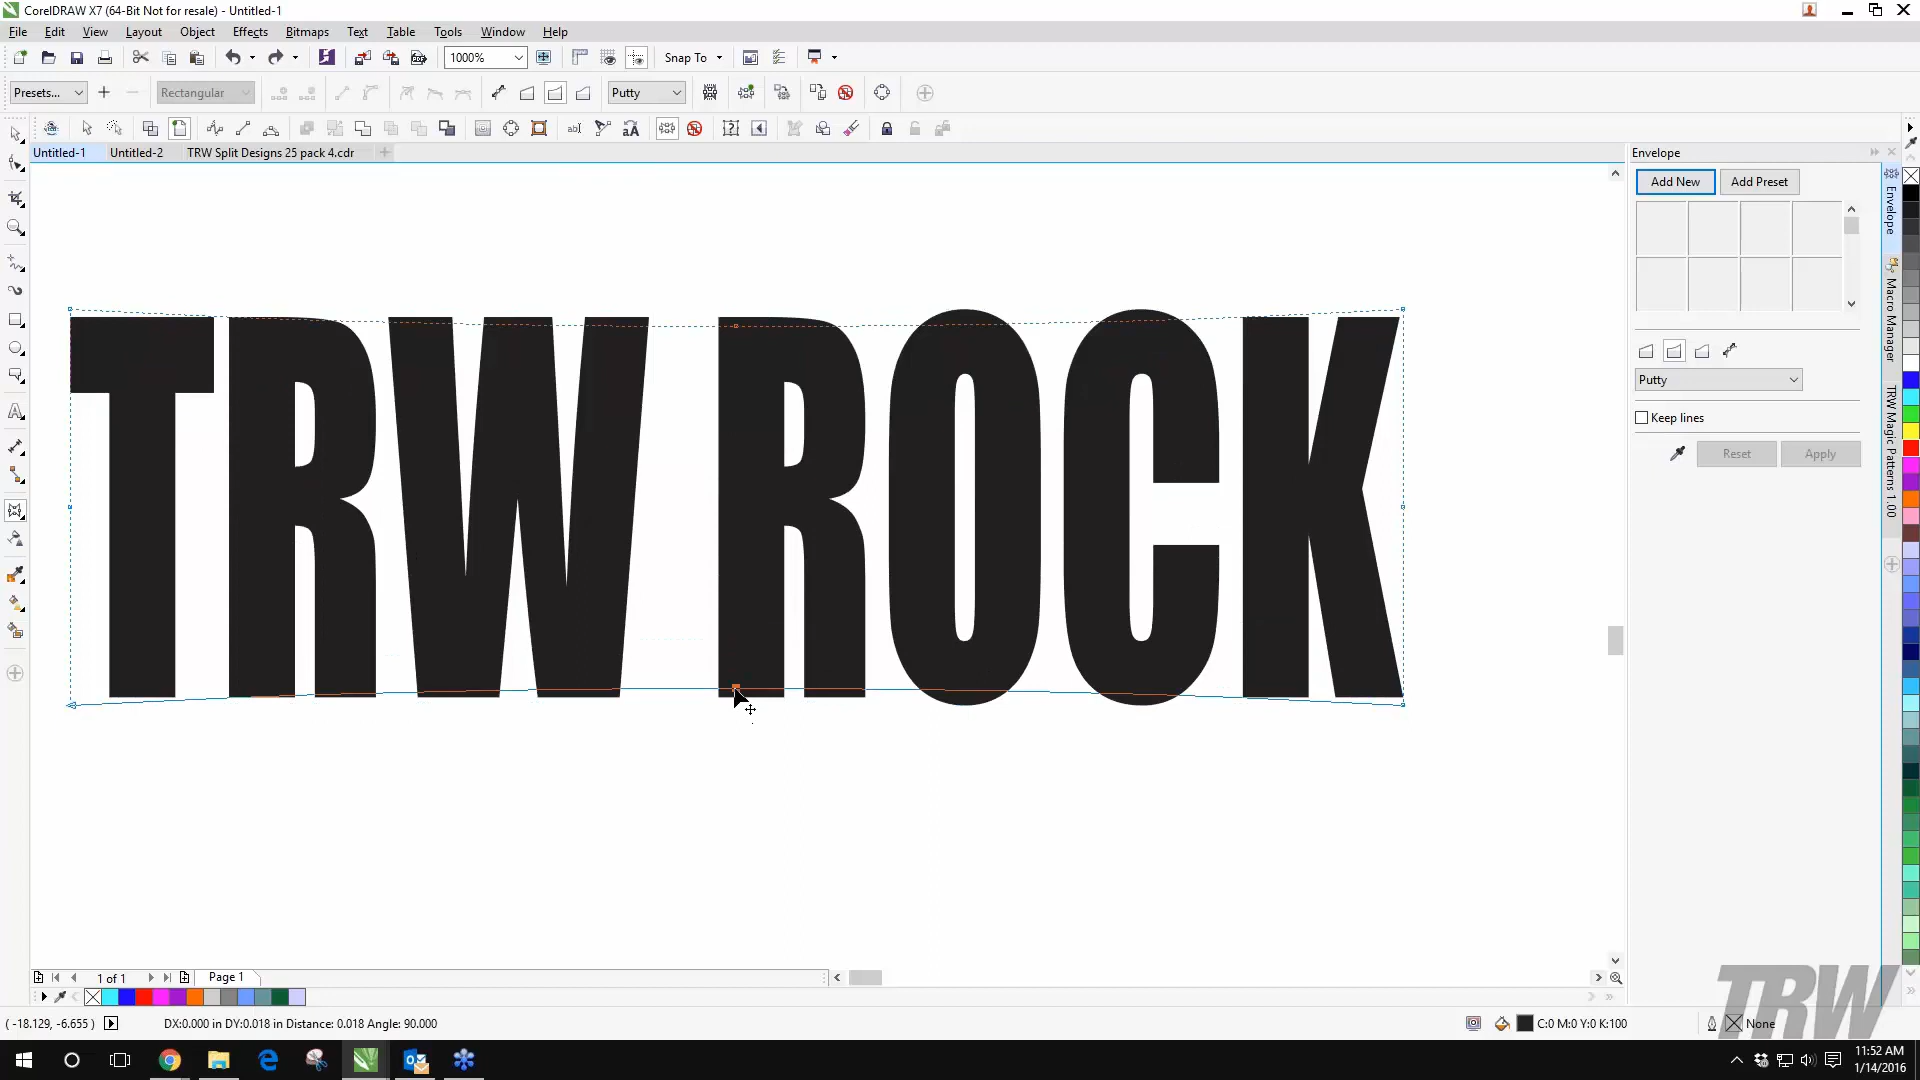 CorelDRAW X7 (64-Bit Not for resale) - Untitled-1
File Edit View Layout Object Effects Bitmaps Text Table Tools Window Help
1000% Snap To
Presets... Rectangular Putty
ab|
Untitled-1 Untitled-2 TRW Split Designs 25 pack 4.cdr
Envelope
Add New Add Preset
Envelope
Macro Manager
TRW Magic Patterns 1.00
Putty
Keep lines
Reset Apply
TRW ROCK
1 of 1 Page 1
TRW
( -18.129, -6.655 ) DX:0.000 in DY:0.018 in Distance: 0.018 Angle: 90.000 C:0 M:0 Y:0 K:100 None
11:52 AM
1/14/2016